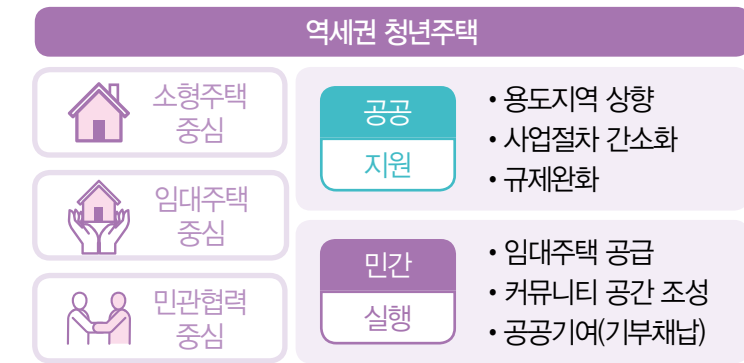 역세권 청년주택
소형주택
중심
임대주택
중심
민관협력
중심
공공
지원
• 용도지역 상향
• 사업절차 간소화
• 규제완화
민간
실행
• 임대주택 공급
• 커뮤니티 공간 조성
• 공공기여(기부채납)